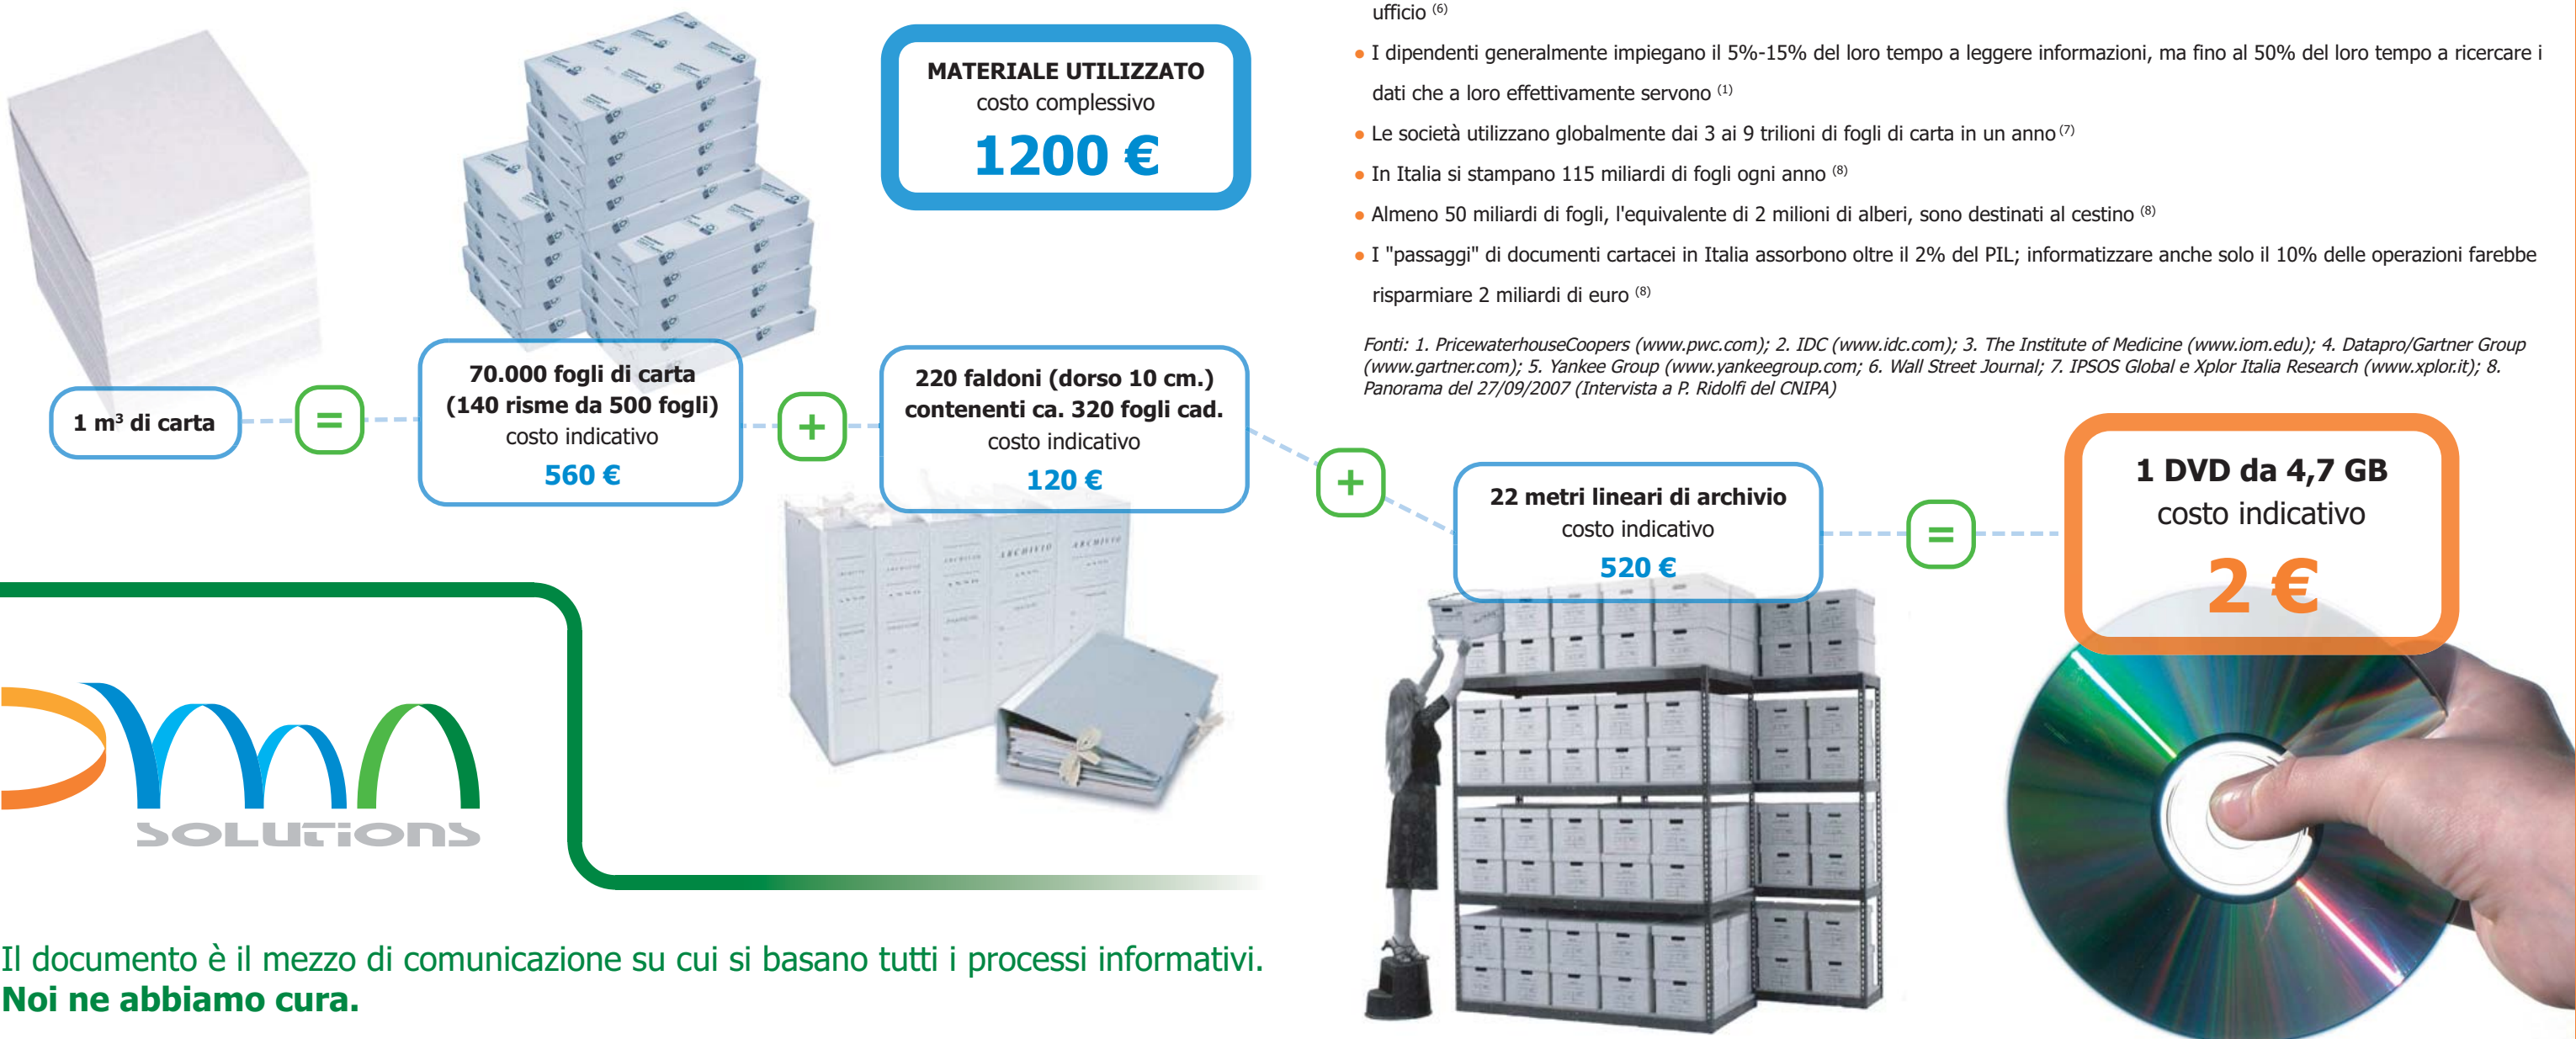 ufficio (6)
• I dipendenti generalmente impiegano il 5%-15% del loro tempo a leggere informazioni, ma fino al 50% del loro tempo a ricercare i
dati che a loro effettivamente servono (1)
• Le società utilizzano globalmente dai 3 ai 9 trilioni di fogli di carta in un anno (7)
• In Italia si stampano 115 miliardi di fogli ogni anno (8)
• Almeno 50 miliardi di fogli, l'equivalente di 2 milioni di alberi, sono destinati al cestino (8)
• I "passaggi" di documenti cartacei in Italia assorbono oltre il 2% del PIL; informatizzare anche solo il 10% delle operazioni farebbe
risparmiare 2 miliardi di euro (8)
Fonti: 1. PricewaterhouseCoopers (www.pwc.com); 2. IDC (www.idc.com); 3. The Institute of Medicine (www.iom.edu); 4. Datapro/Gartner Group
(www.gartner.com); 5. Yankee Group (www.yankeegroup.com; 6. Wall Street Journal; 7. IPSOS Global e Xplor Italia Research (www.xplor.it); 8.
Panorama del 27/09/2007 (Intervista a P. Ridolfi del CNIPA)
MATERIALE UTILIZZATO
costo complessivo
1200 €
1 m³ di carta
=
70.000 fogli di carta
(140 risme da 500 fogli)
costo indicativo
560 €
+
220 faldoni (dorso 10 cm.)
contenenti ca. 320 fogli cad.
costo indicativo
120 €
+
22 metri lineari di archivio
costo indicativo
520 €
=
1 DVD da 4,7 GB
costo indicativo
2 €
ARCHIVIO
ARCHIVIO
DMA
SOLUTIONS
Il documento è il mezzo di comunicazione su cui si basano tutti i processi informativi.
Noi ne abbiamo cura.